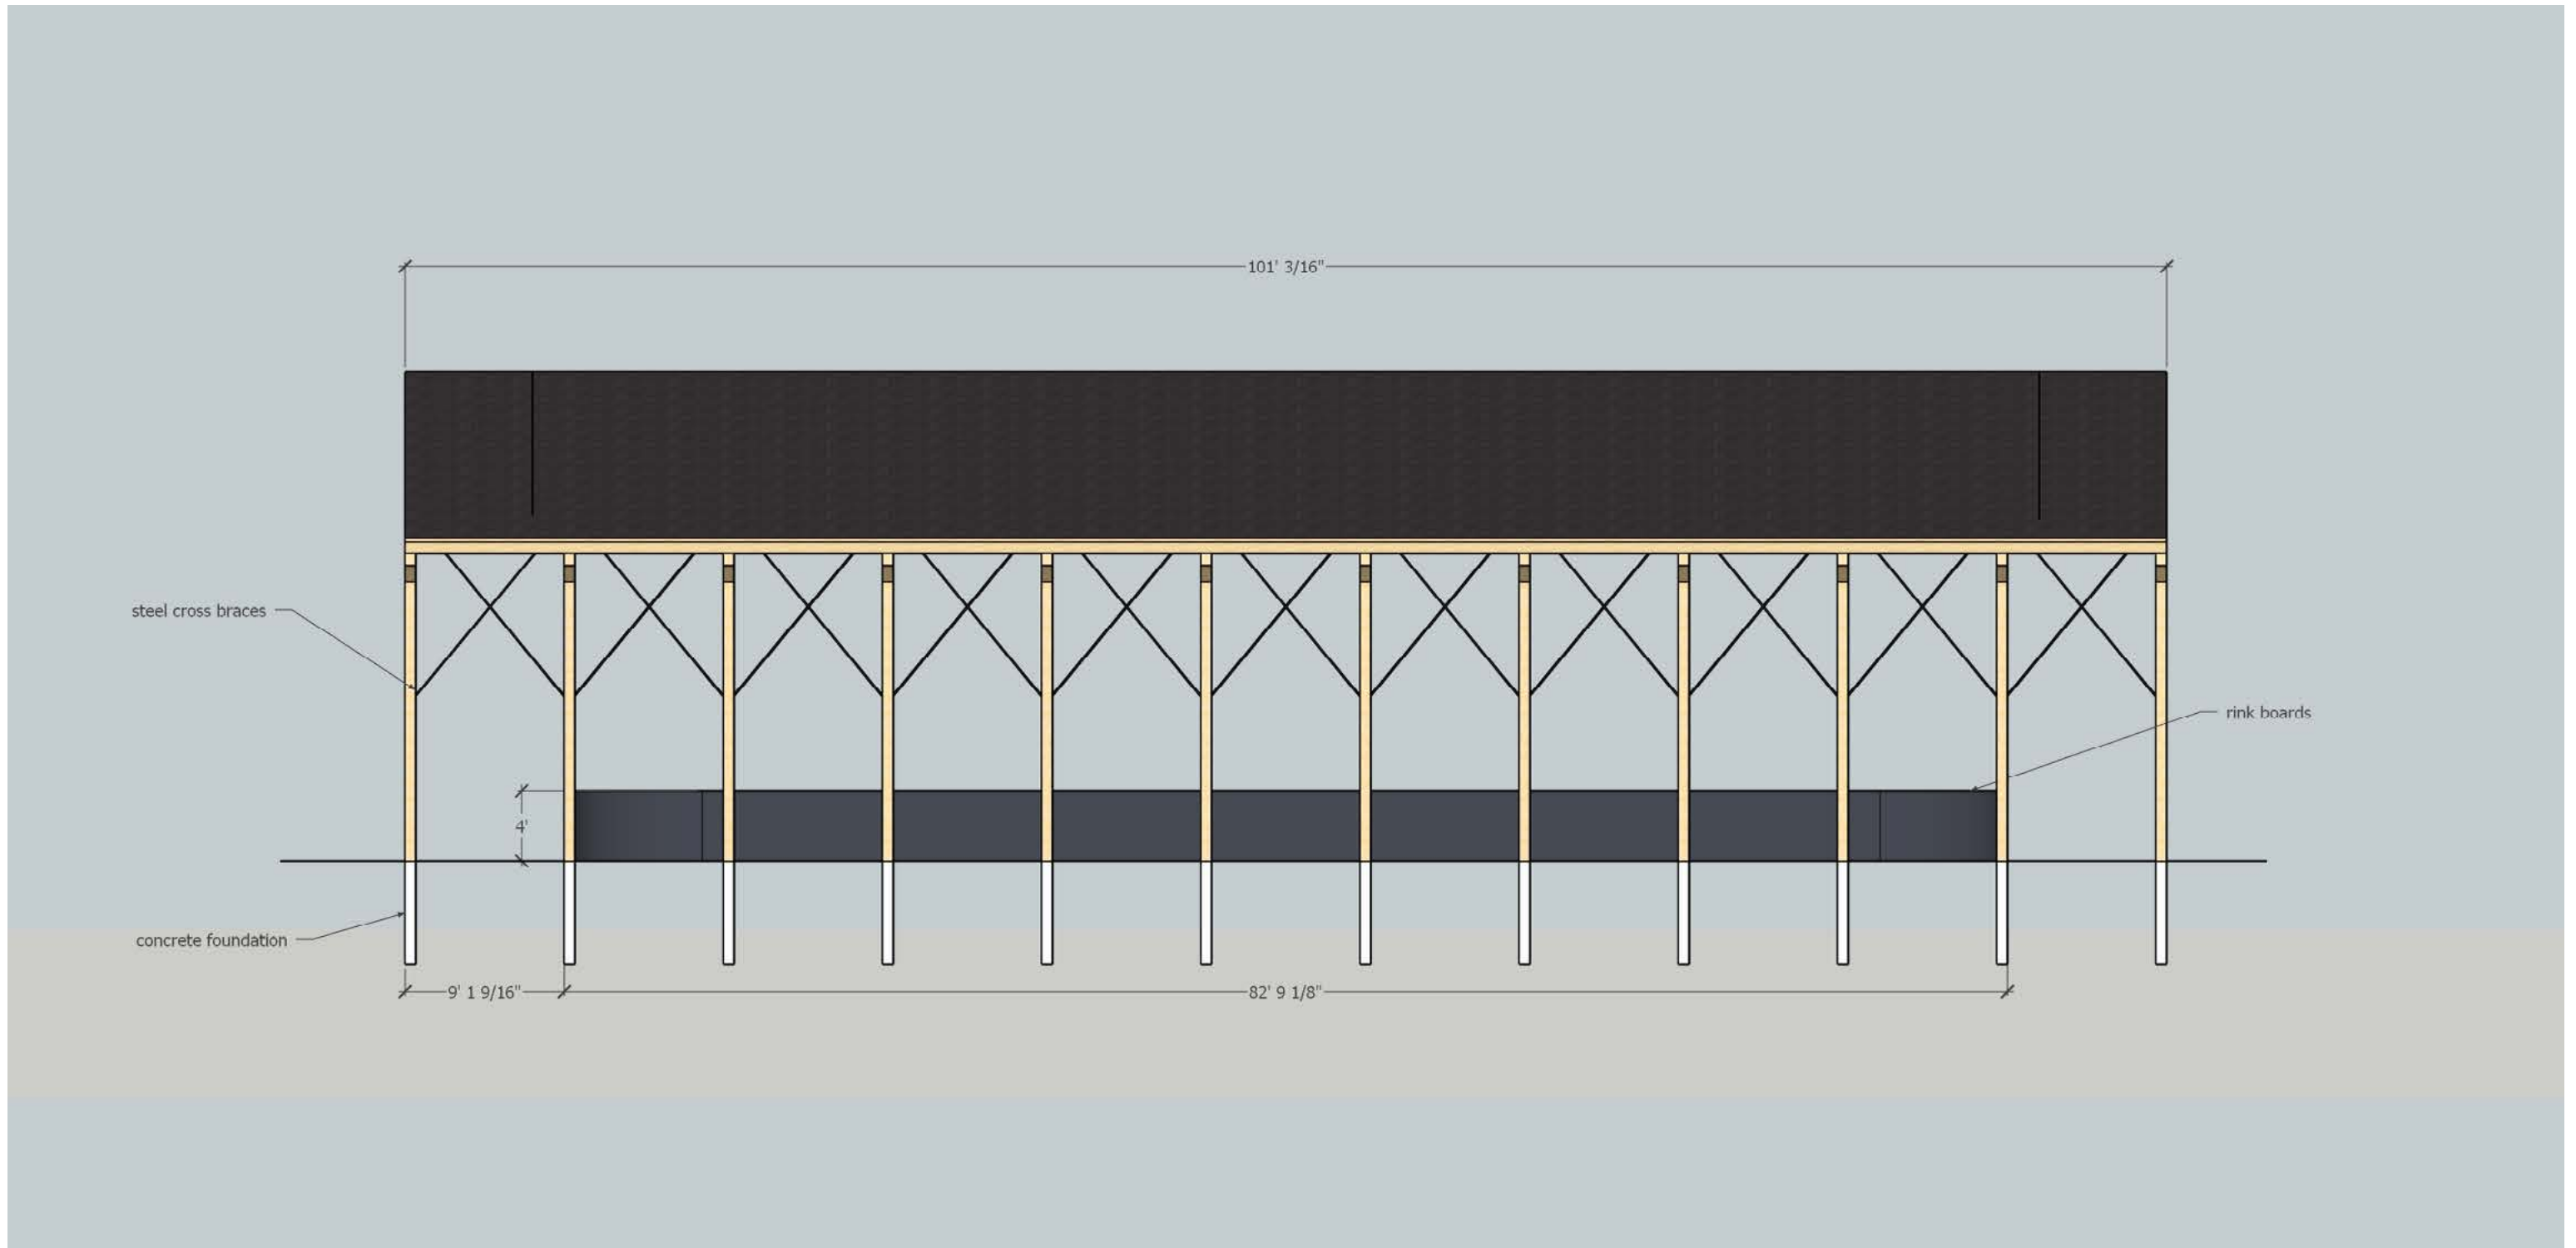 101' 3/16"
steel cross braces
rink boards
4'
concrete foundation
9' 1 9/16"
82' 9 1/8"